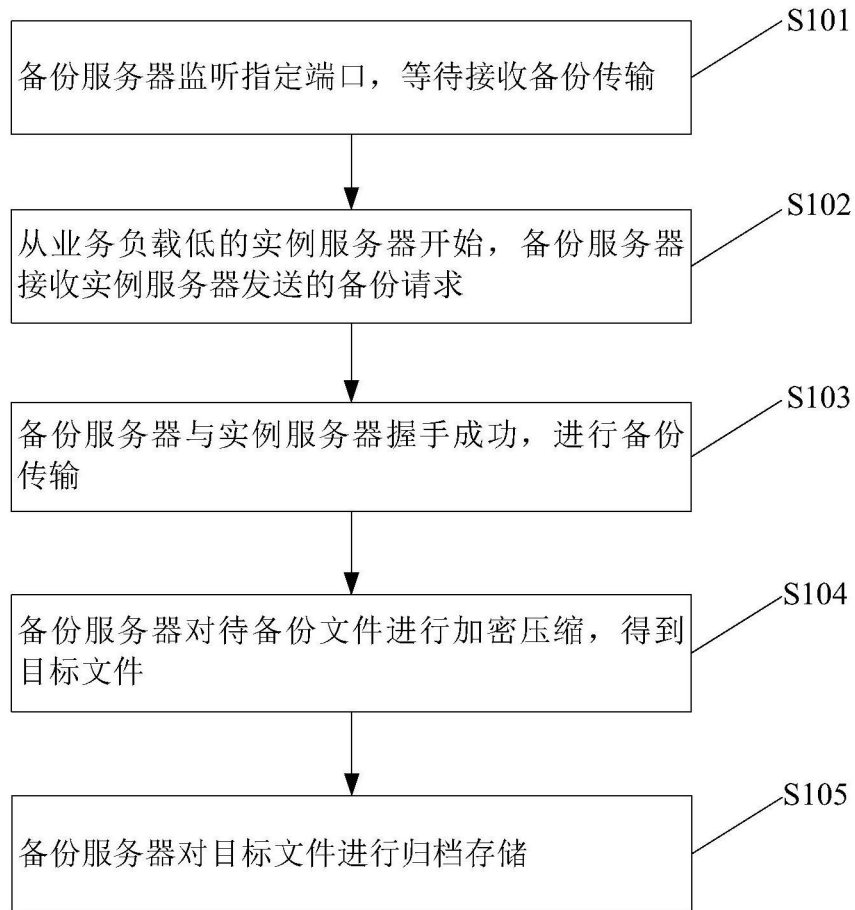 S101
备份服务器监听指定端口，等待接收备份传输
S102
从业务负载低的实例服务器开始，备份服务器
接收实例服务器发送的备份请求
S103
备份服务器与实例服务器握手成功，进行备份
传输
S104
备份服务器对待备份文件进行加密压缩，得到
目标文件
S105
备份服务器对目标文件进行归档存储